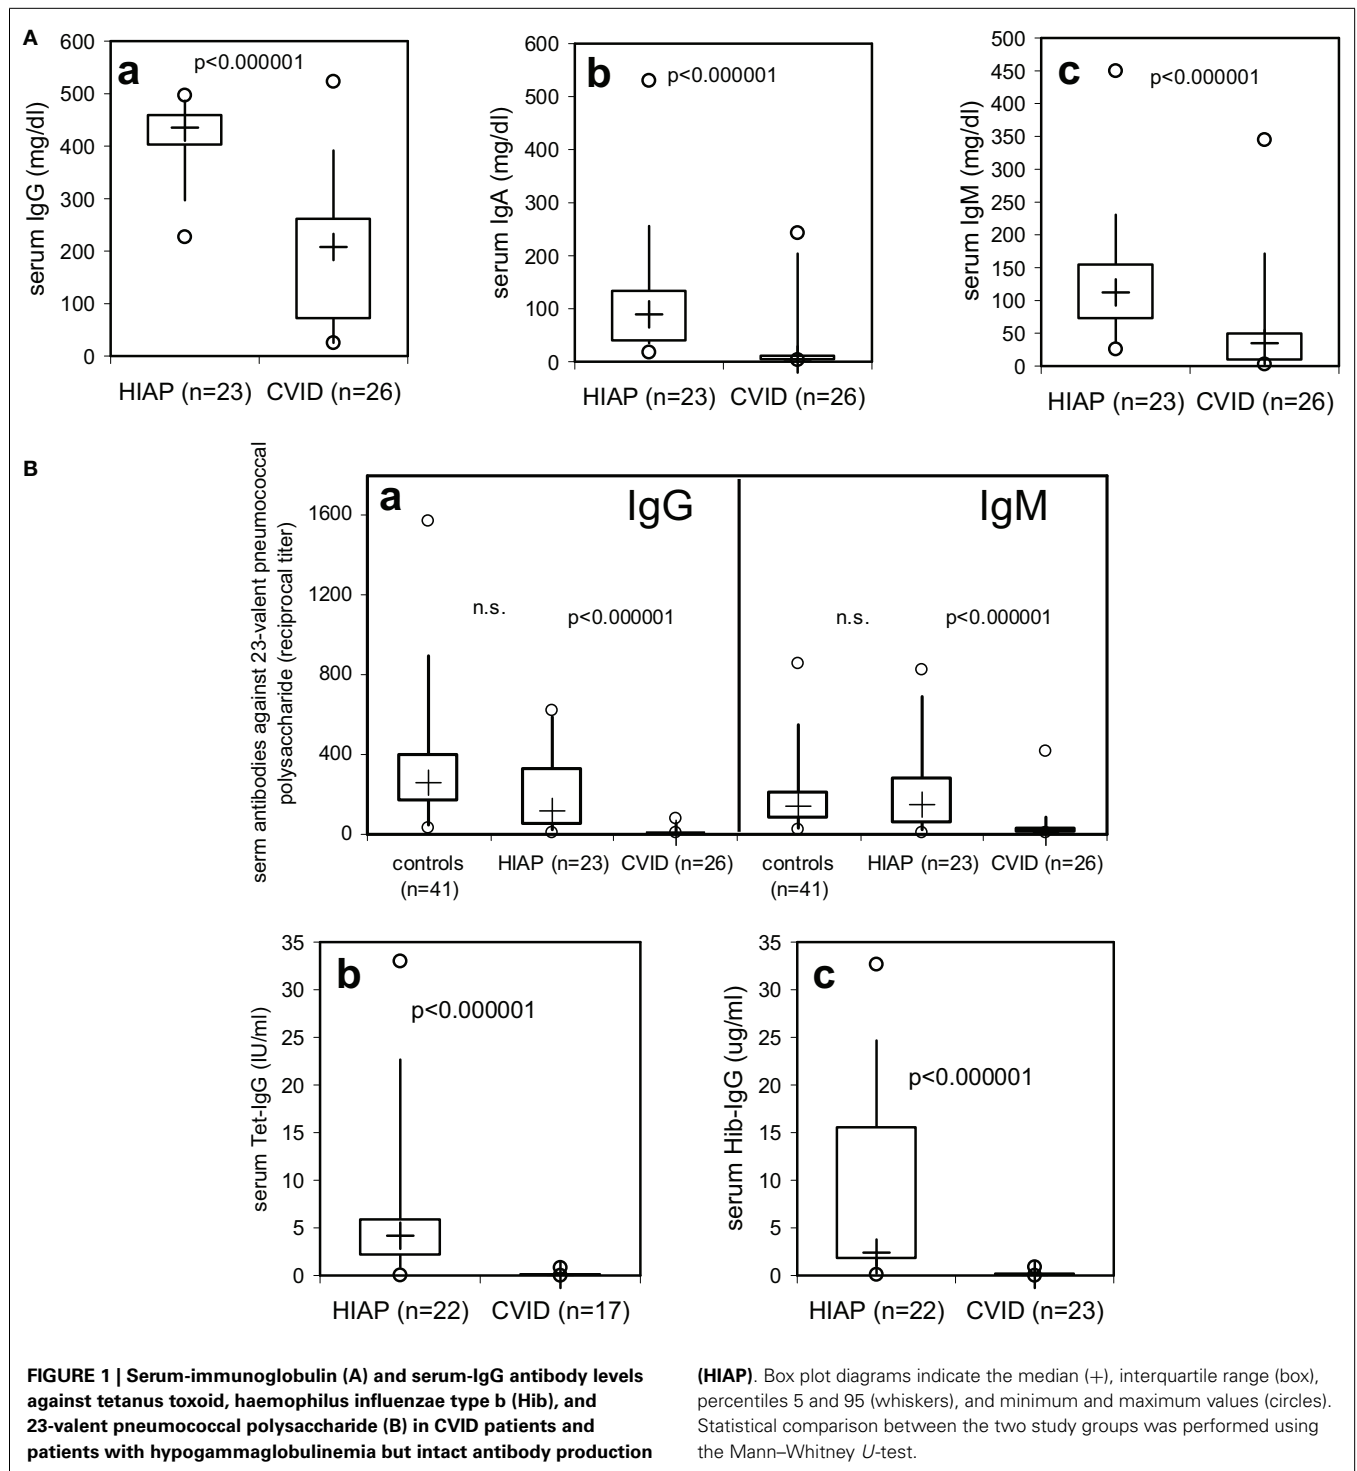 A
600
500
400
300
200
100
0
serum IgG (mg/dl)
a
p<0.000001
HIAP (n=23) CVID (n=26)
600
500
400
300
200
100
0
serum IgA (mg/dl)
b
p<0.000001
HIAP (n=23) CVID (n=26)
500
450
400
350
300
250
200
150
100
50
0
serum IgM (mg/dl)
c
p<0.000001
HIAP (n=23) CVID (n=26)
B
serm antibodies against 23-valent pneumococcal
polysaccharide (reciprocal titer)
1600
1200
800
400
0
a
IgG
IgM
n.s.
p<0.000001
n.s.
p<0.000001
controls
(n=41)
HIAP (n=23)
CVID (n=26)
controls
(n=41)
HIAP (n=23)
CVID (n=26)
35
30
25
20
15
10
5
0
serum Tet-IgG (IU/ml)
b
p<0.000001
HIAP (n=22) CVID (n=17)
35
30
25
20
15
10
5
0
serum Hib-IgG (ug/ml)
c
p<0.000001
HIAP (n=22) CVID (n=23)
FIGURE 1 | Serum-immunoglobulin (A) and serum-IgG antibody levels
against tetanus toxoid, haemophilus influenzae type b (Hib), and
23-valent pneumococcal polysaccharide (B) in CVID patients and
patients with hypogammaglobulinemia but intact antibody production
(HIAP). Box plot diagrams indicate the median (+), interquartile range (box),
percentiles 5 and 95 (whiskers), and minimum and maximum values (circles).
Statistical comparison between the two study groups was performed using
the Mann–Whitney U-test.